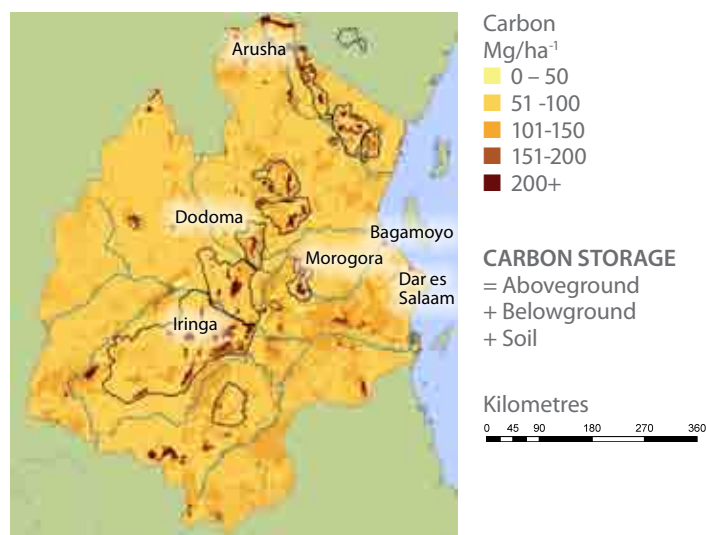 Arusha
Dodoma
Bagamoyo
Morogora
Dar es
Salaam
Iringa
Carbon
Mg/ha-1
0 – 50
51 -100
101-150
151-200
200+
CARBON STORAGE
= Aboveground
+ Belowground
+ Soil
Kilometres
0 45 90 180 270 360